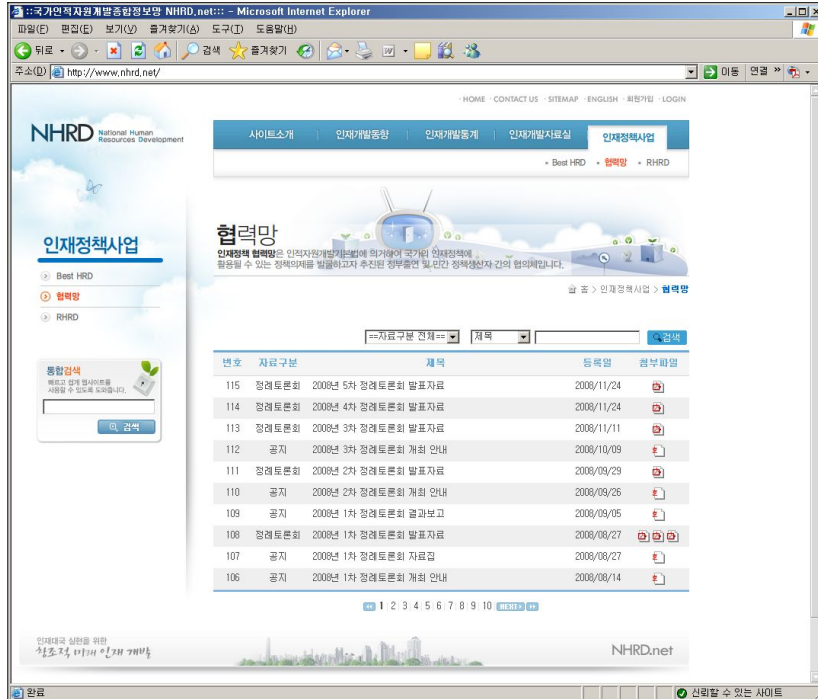 ::국가인적자원개발종합정보망 NHRD.net::: - Microsoft Internet Explorer
파일(F) 편집(E) 보기(V) 즐겨찾기(A) 도구(T) 도움말(H)
뒤로 검색 즐겨찾기
주소(D) http://www.nhrd.net/ 이동 연결 »
· HOME · CONTACT US · SITEMAP · ENGLISH · 회원가입 · LOGIN
NHRD National Human Resources Development
사이트소개 | 인재개발동향 | 인재개발통계 | 인재개발자료실 인재정책사업
Best HRD 협력망 RHRD
인재정책사업
Best HRD
협력망
RHRD
통합검색
빠르고 쉽게 웹사이트를
사용할 수 있도록 도와줍니다.
검색
협력망
인재정책 협력망은 인적자원개발기본법에 의거하여 국가의 인재정책에
활용될 수 있는 정책의제를 발굴하고자 추진된 정부출연 및 민간 정책생산자 간의 협의체입니다.
홈 > 인재정책사업 > 협력망
==자료구분 전체== 제목 검색
번호 자료구분 제목 등록일 첨부파일
115 정례토론회 2008년 5차 정례토론회 발표자료 2008/11/24
114 정례토론회 2008년 4차 정례토론회 발표자료 2008/11/24
113 정례토론회 2008년 3차 정례토론회 발표자료 2008/11/11
112 공지 2008년 3차 정례토론회 개최 안내 2008/10/09
111 정례토론회 2008년 2차 정례토론회 발표자료 2008/09/29
110 공지 2008년 2차 정례토론회 개최 안내 2008/09/26
109 공지 2008년 1차 정례토론회 결과보고 2008/09/05
108 정례토론회 2008년 1차 정례토론회 발표자료 2008/08/27
107 공지 2008년 1차 정례토론회 자료집 2008/08/27
106 공지 2008년 1차 정례토론회 개최 안내 2008/08/14
1 2 3 4 5 6 7 8 9 10 NEXT
인재대국 실현을 위한
창조적 미래 인재 개발
NHRD.net
완료 신뢰할 수 있는 사이트